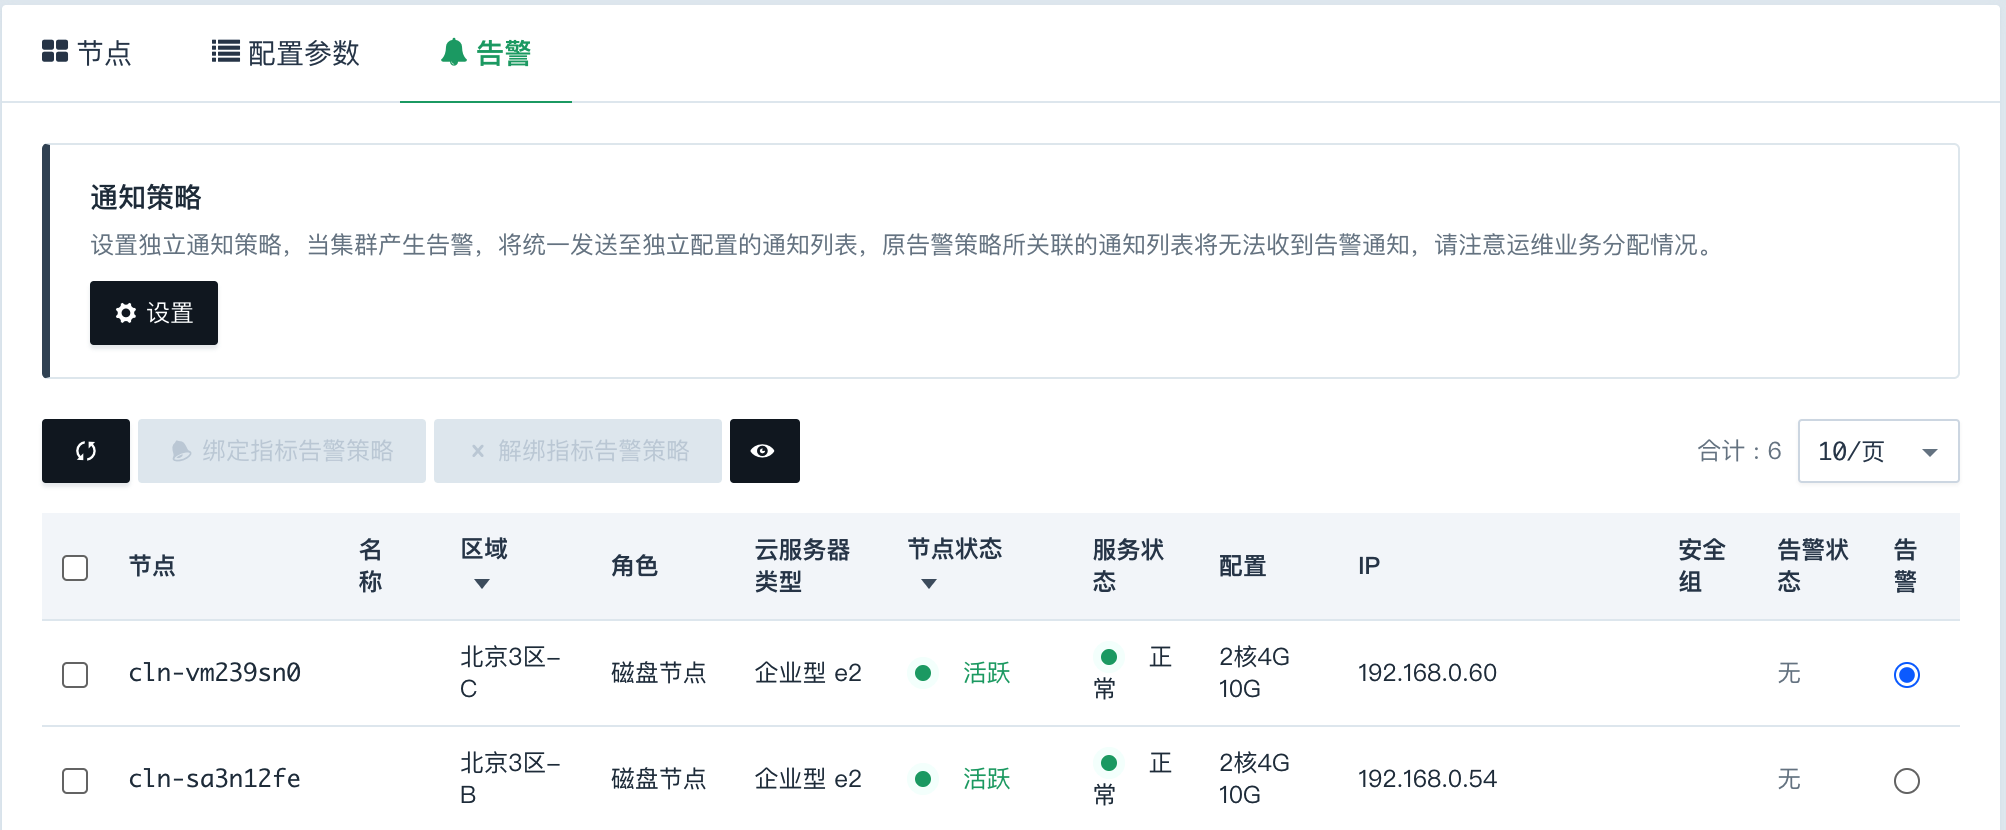 节点 配置参数 告警
通知策略
设置独立通知策略，当集群产生告警，将统一发送至独立配置的通知列表，原告警策略所关联的通知列表将无法收到告警通知，请注意运维业务分配情况。
设置
绑定指标告警策略 × 解绑指标告警策略 合计：6 10/页
节点 名称 区域 角色 云服务器类型 节点状态 服务状态 配置 IP 安全组 告警状态 告警
cln-vm239sn0 北京3区-C 磁盘节点 企业型 e2 活跃 正常 2核4G 10G 192.168.0.60 无
cln-sa3n12fe 北京3区-B 磁盘节点 企业型 e2 活跃 正常 2核4G 10G 192.168.0.54 无